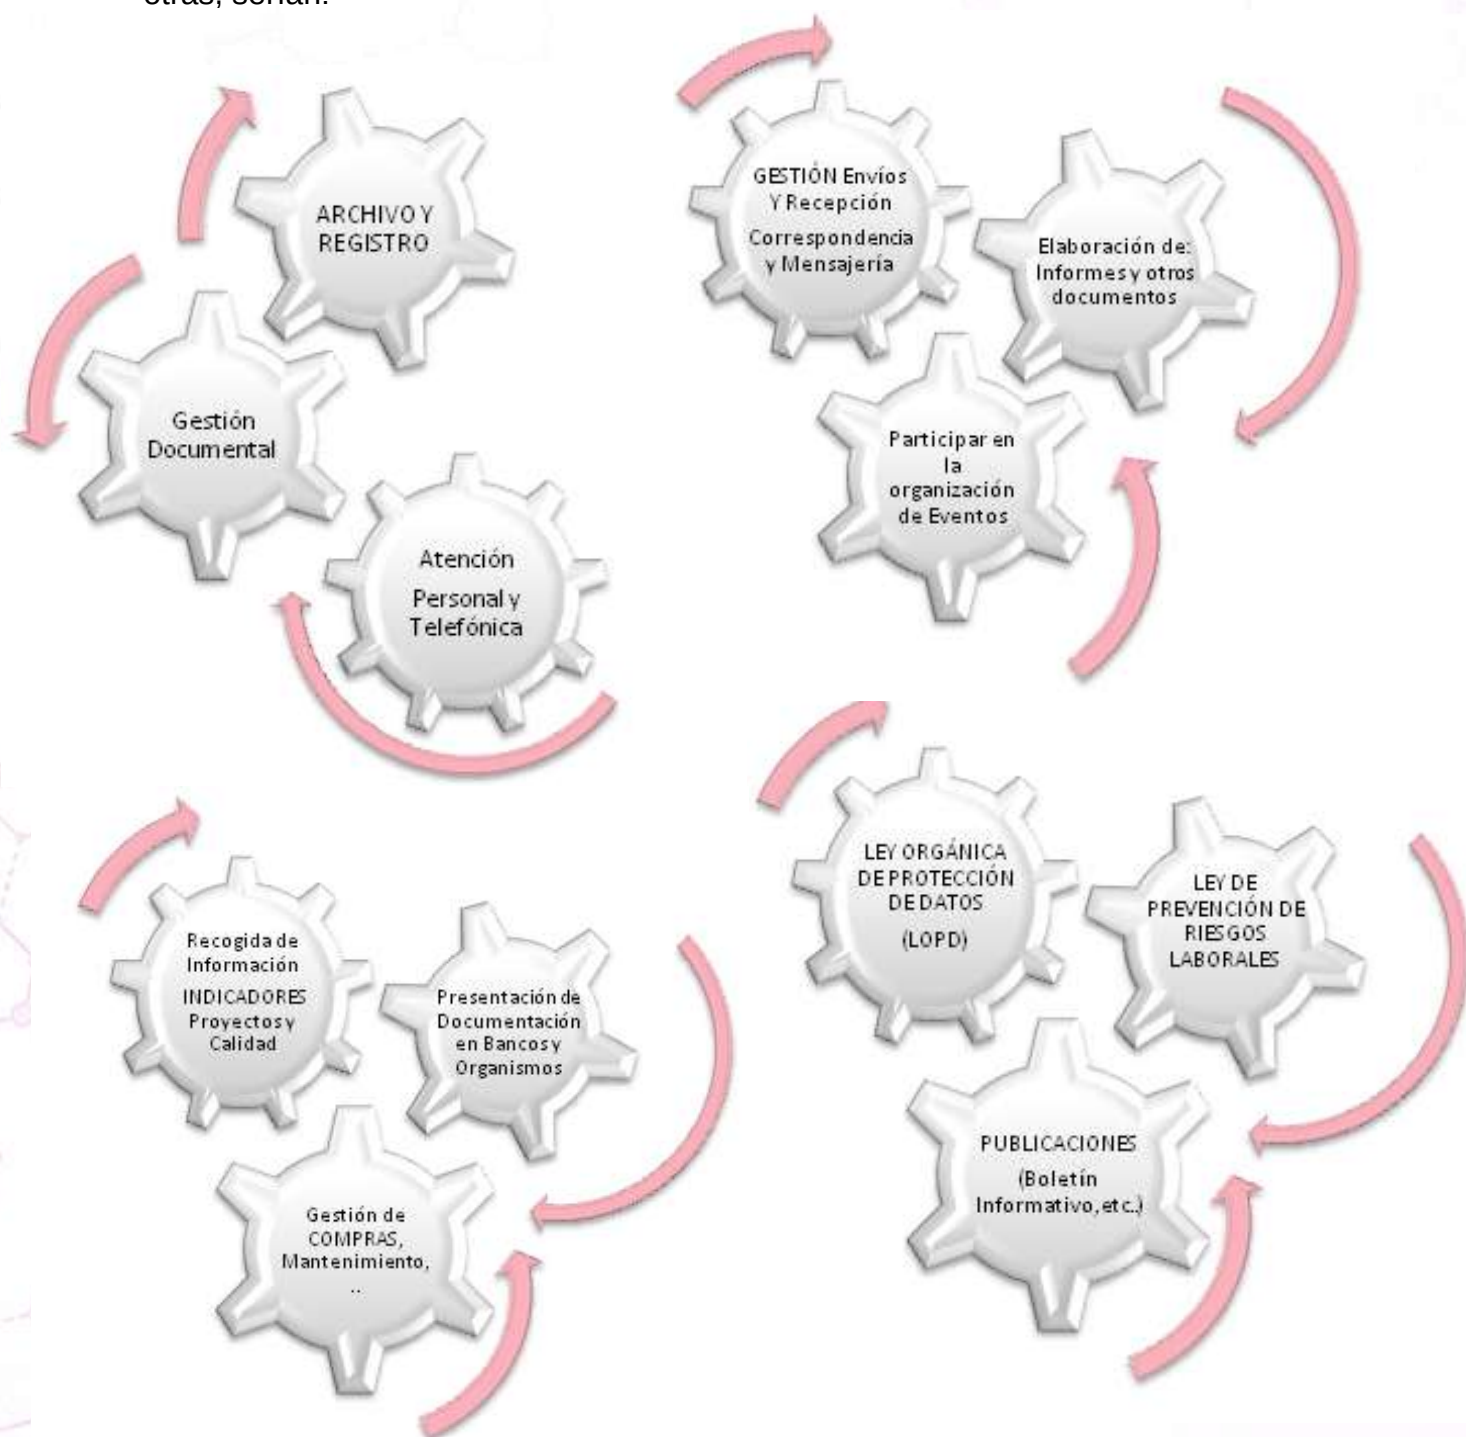 otras, serían:
ARCHIVO Y
REGISTRO
Gestión
Documental
Atención
Personal y
Telefónica
GESTIÓN Envíos
Y Recepción
Correspondencia
y Mensajería
Elaboración de:
Informes y otros
documentos
Participar en
la
organización
de Eventos
Recogida de
Información
INDICADORES
Proyectos y
Calidad
Presentación de
Documentación
en Bancos y
Organismos
Gestión de
COMPRAS,
Mantenimiento,
..
LEY ORGÁNICA
DE PROTECCIÓN
DE DATOS
(LOPD)
LEY DE
PREVENCIÓN DE
RIESGOS
LABORALES
PUBLICACIONES
(Boletín
Informativo,etc..)